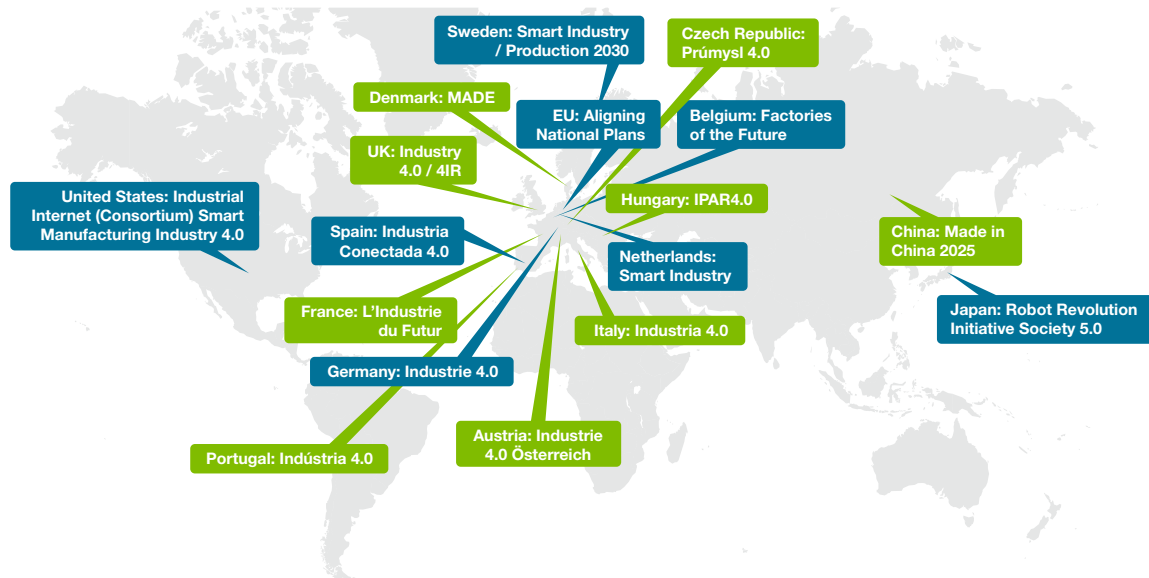 Sweden: Smart Industry
/ Production 2030
Czech Republic:
Prúmysl 4.0
Denmark: MADE
EU: Aligning
National Plans
Belgium: Factories
of the Future
UK: Industry
4.0 / 4IR
United States: Industrial
Internet (Consortium) Smart
Manufacturing Industry 4.0
Hungary: IPAR4.0
Spain: Industria
Conectada 4.0
China: Made in
China 2025
Netherlands:
Smart Industry
France: L'Industrie
du Futur
Italy: Industria 4.0
Japan: Robot Revolution
Initiative Society 5.0
Germany: Industrie 4.0
Austria: Industrie
4.0 Österreich
Portugal: Indústria 4.0